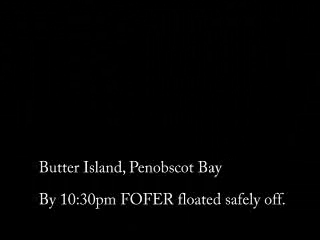 Butter Island, Penobscot Bay
By 10:30pm FOFER floated safely off.